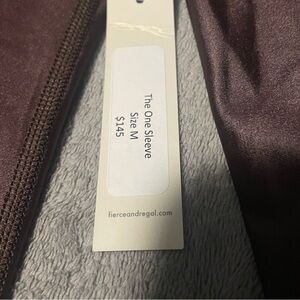 The One Sleeve
Size M
$145
fierceandregal.com